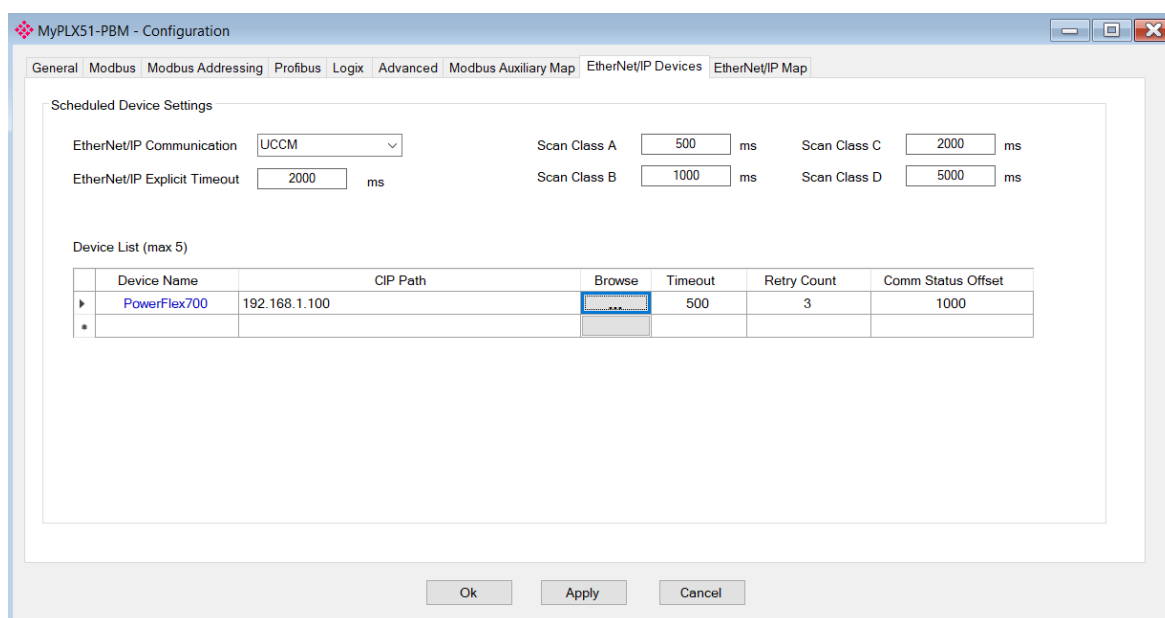 MyPLX51-PBM - Configuration
General Modbus Modbus Addressing Profibus Logix Advanced Modbus Auxiliary Map EtherNet/IP Devices EtherNet/IP Map
Scheduled Device Settings
EtherNet/IP Communication UCCM Scan Class A 500 ms Scan Class C 2000 ms
EtherNet/IP Explicit Timeout 2000 ms Scan Class B 1000 ms Scan Class D 5000 ms
Device List (max 5)
Device Name CIP Path Browse Timeout Retry Count Comm Status Offset
PowerFlex700 192.168.1.100 ... 500 3 1000
Ok Apply Cancel